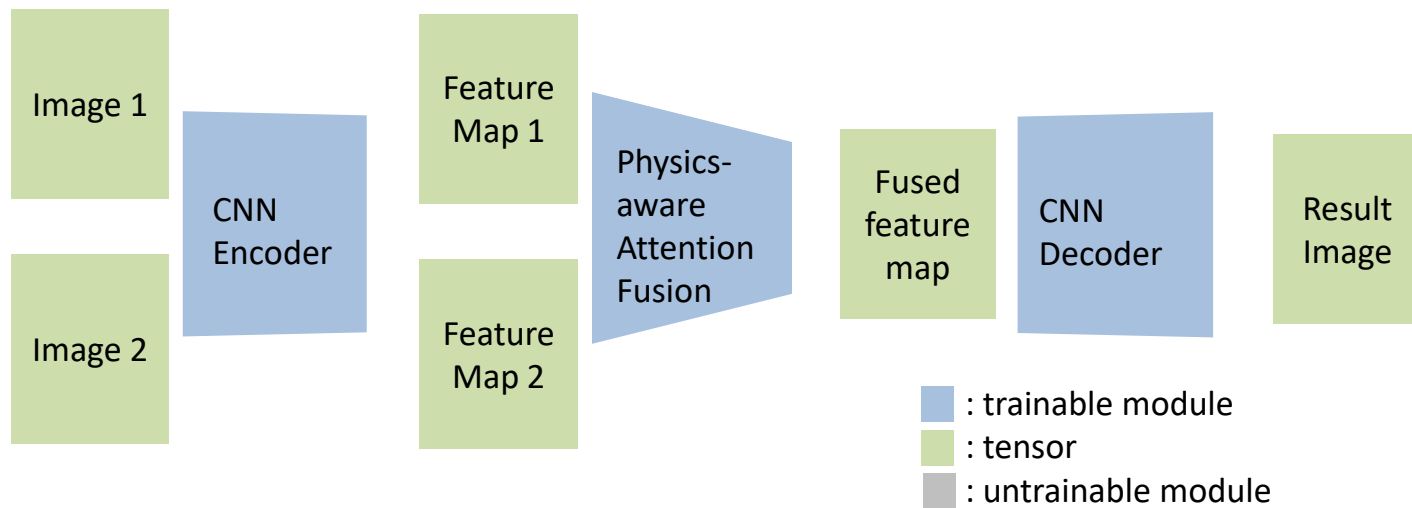 Image 1
Image 2
CNN
Encoder
Feature
Map 1
Feature
Map 2
Physics-
aware
Attention
Fusion
Fused
feature
map
CNN
Decoder
Result
Image
: trainable module
: tensor
: untrainable module